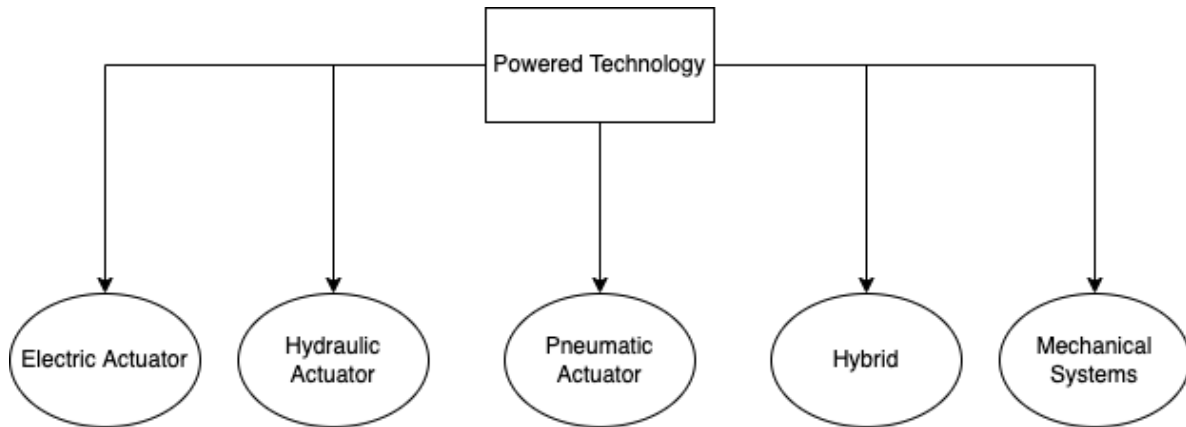 Powered Technology
Electric Actuator
Hydraulic
Actuator
Pneumatic
Actuator
Hybrid
Mechanical
Systems